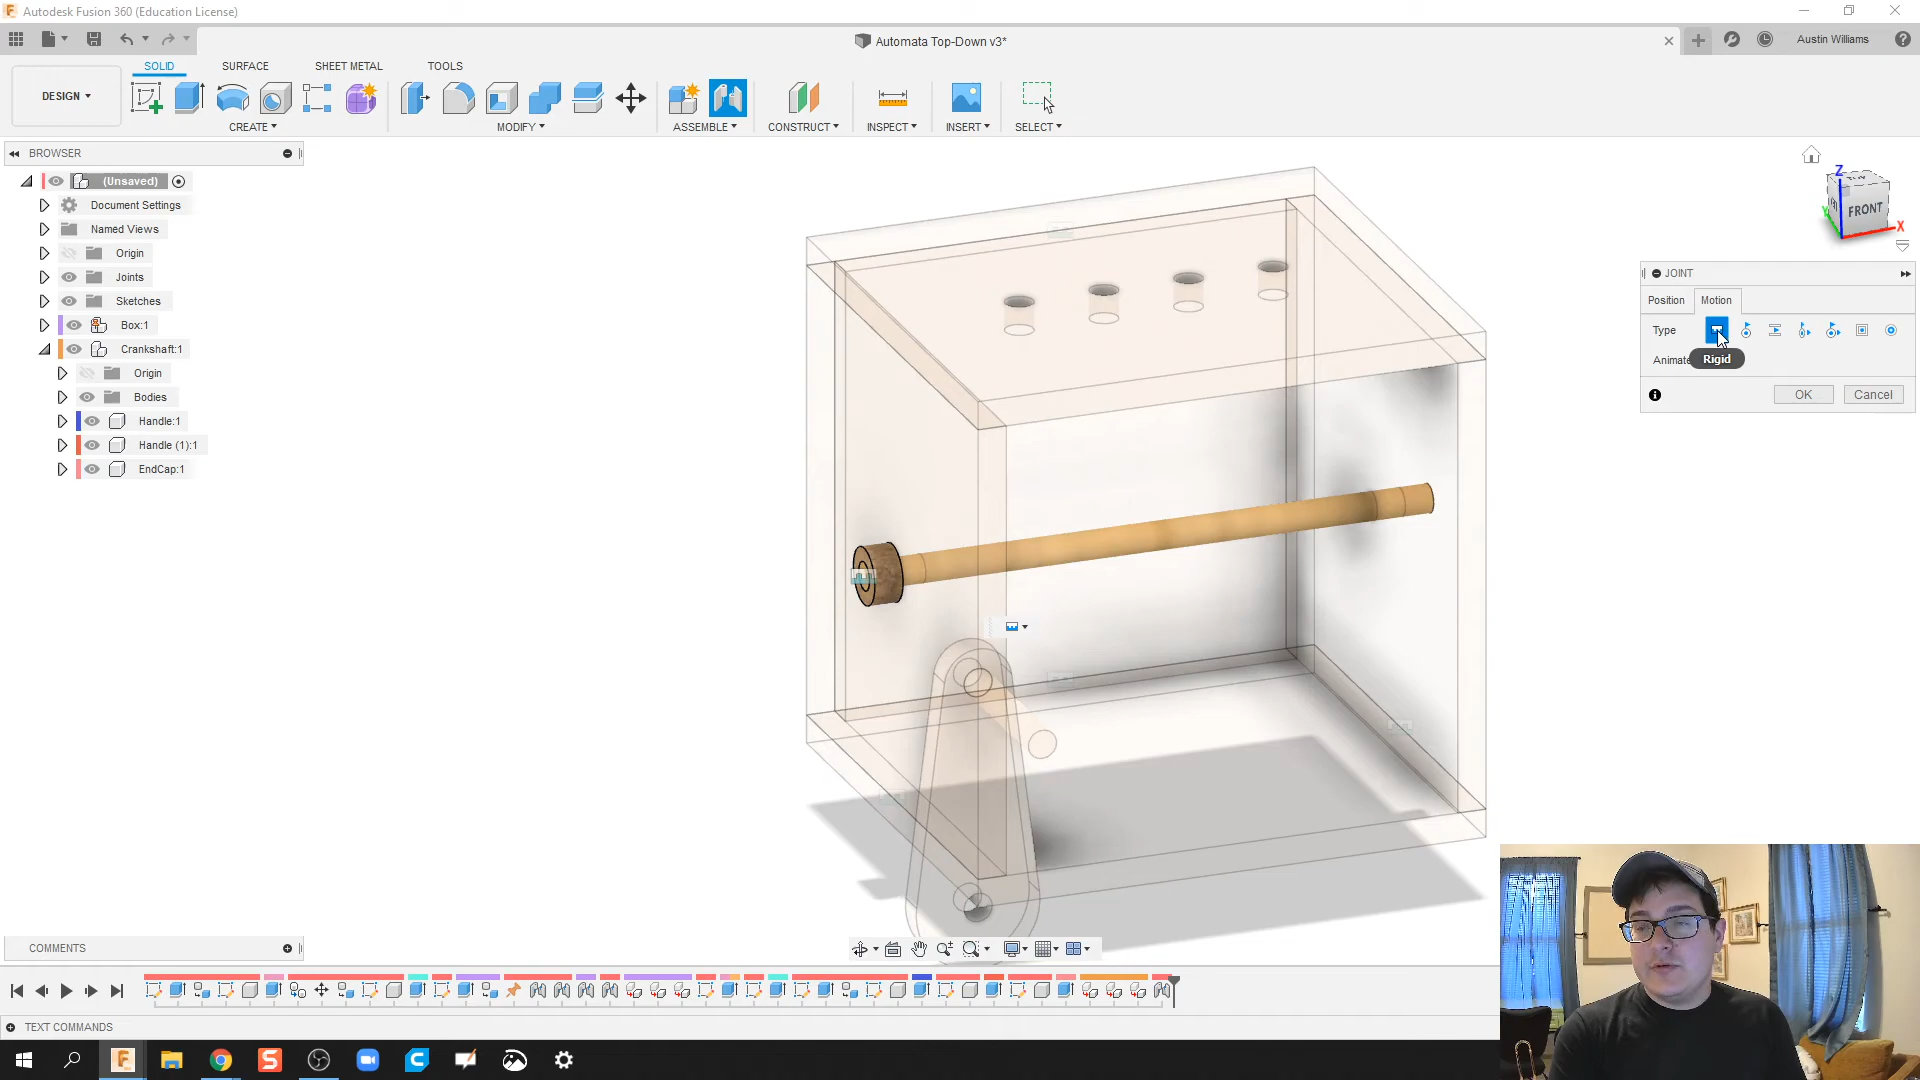 Autodesk Fusion 360 (Education License)
Automata Top-Down v3*
Austin Williams
SOLID
SURFACE
SHEET METAL
TOOLS
DESIGN
CREATE
MODIFY
ASSEMBLE
CONSTRUCT
INSPECT
INSERT
SELECT
BROWSER
(Unsaved)
Document Settings
Named Views
Origin
Joints
Sketches
Box:1
Crankshaft:1
Origin
Bodies
Handle:1
Handle (1):1
EndCap:1
Z
FRONT
X
Y
JOINT
Position
Motion
Type
Animate
Rigid
OK
Cancel
COMMENTS
TEXT COMMANDS